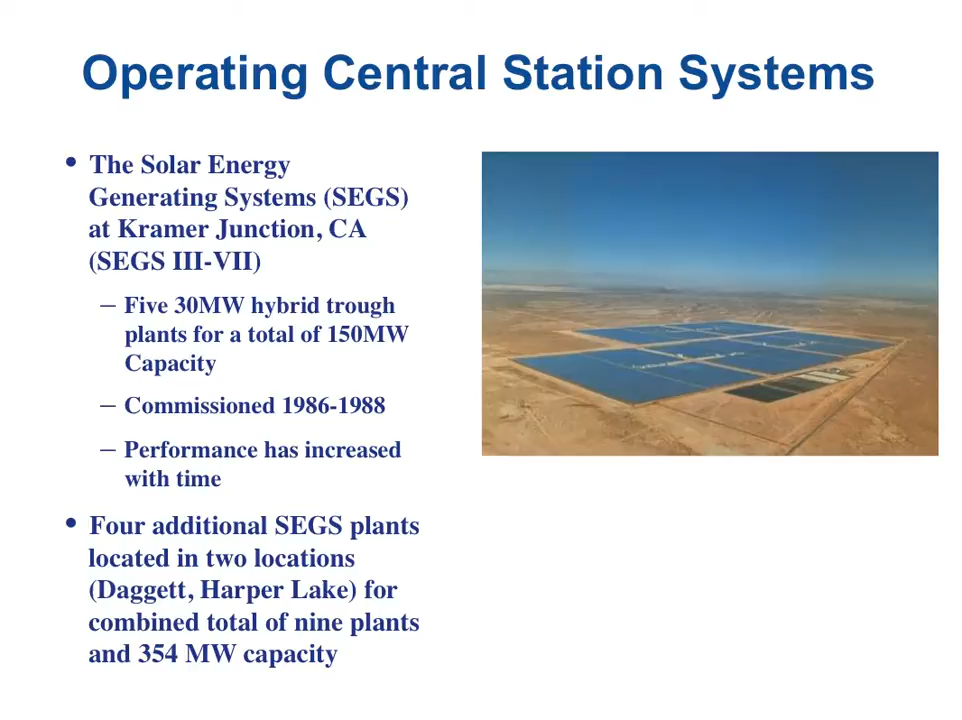 Operating Central Station Systems
• The Solar Energy
Generating Systems (SEGS)
at Kramer Junction, CA
(SEGS III-VII)
– Five 30MW hybrid trough
plants for a total of 150MW
Capacity
– Commissioned 1986-1988
– Performance has increased
with time
• Four additional SEGS plants
located in two locations
(Daggett, Harper Lake) for
combined total of nine plants
and 354 MW capacity